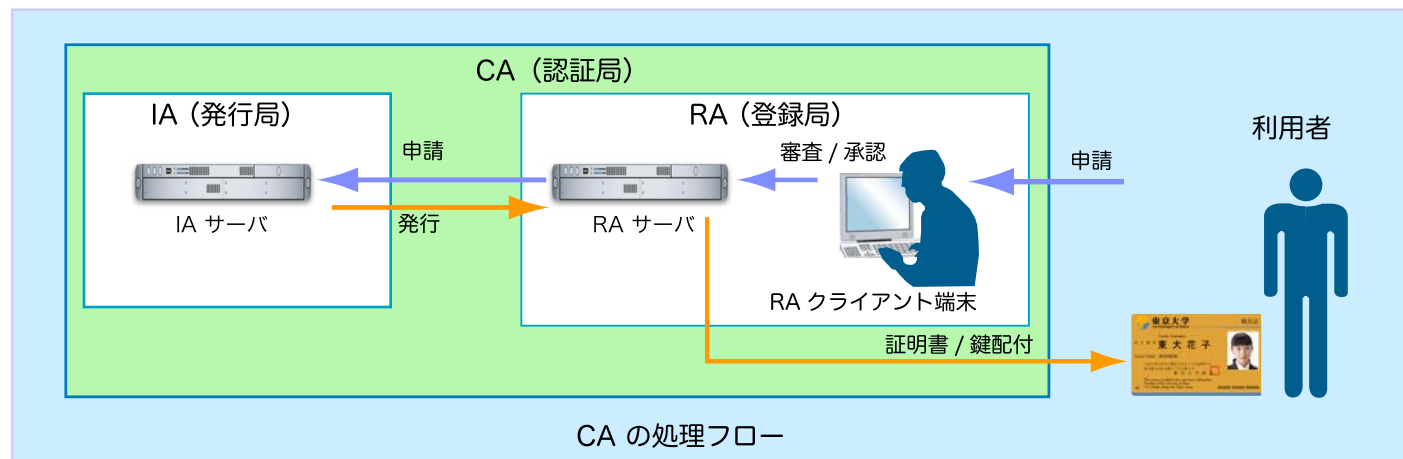 CA（認証局）
IA（発行局）
RA（登録局）
利用者
申請
審査 / 承認
申請
IA サーバ
発行
RA サーバ
RA クライアント端末
証明書 / 鍵配付
東京大学
東 大 花 子
CA の処理フロー